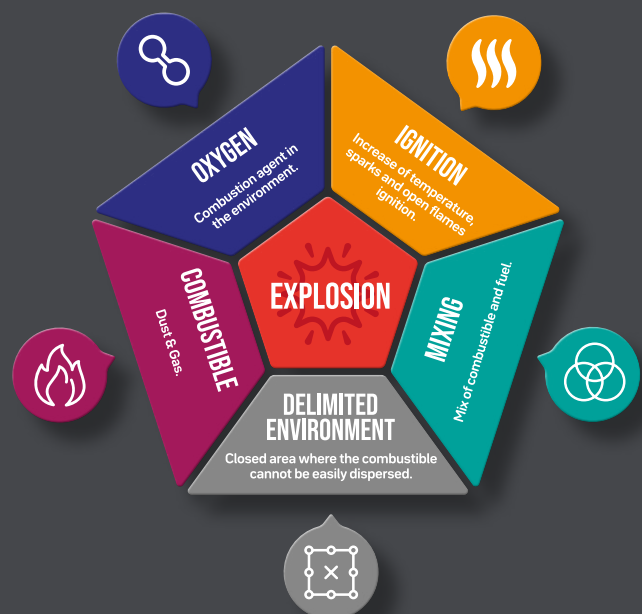 OXYGEN
Combustion agent in
the environment.
IGNITION
Increase of temperature,
sparks and open flames
ignition.
COMBUSTIBLE
Dust & Gas.
EXPLOSION
MIXING
Mix of combustible and fuel.
DELIMITED
ENVIRONMENT
Closed area where the combustible
cannot be easily dispersed.